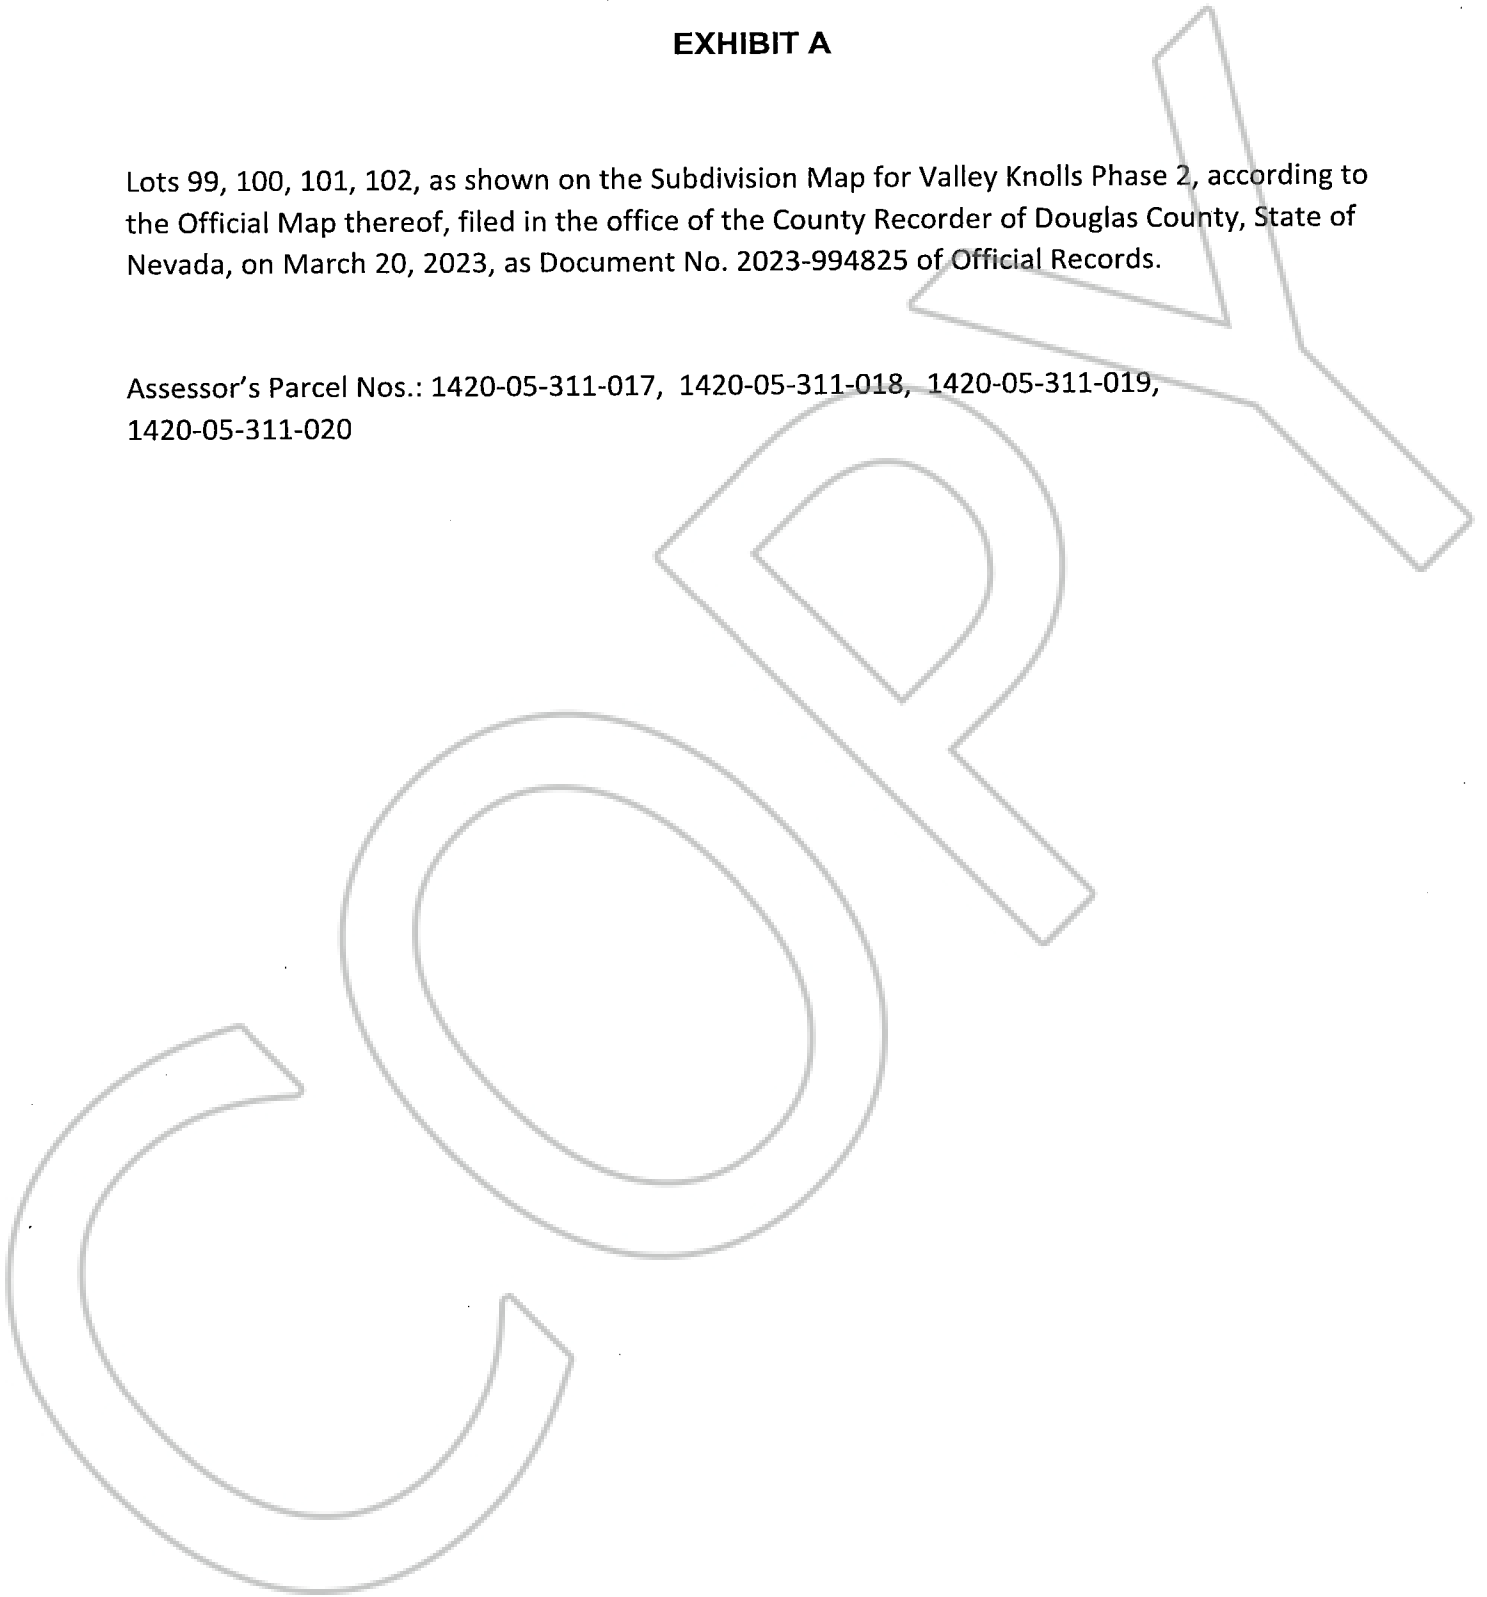 EXHIBIT A
Lots 99, 100, 101, 102, as shown on the Subdivision Map for Valley Knolls Phase 2, according to
the Official Map thereof, filed in the office of the County Recorder of Douglas County, State of
Nevada, on March 20, 2023, as Document No. 2023-994825 of Official Records.
Assessor’s Parcel Nos.: 1420-05-311-017, 1420-05-311-018, 1420-05-311-019,
1420-05-311-020
COPY